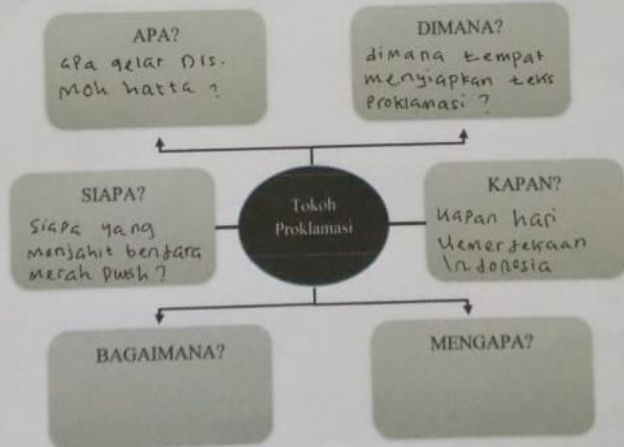 APA?
apa gelar Drs.
Moh hatta ?
DIMANA?
dimana tempat
menyiapkan teks
Proklamasi ?
SIAPA?
Siapa yang
menjahit bendara
merah putih ?
Tokoh
Proklamasi
KAPAN?
Kapan hari
Kemerdekaan
Indonesia
BAGAIMANA?
MENGAPA?